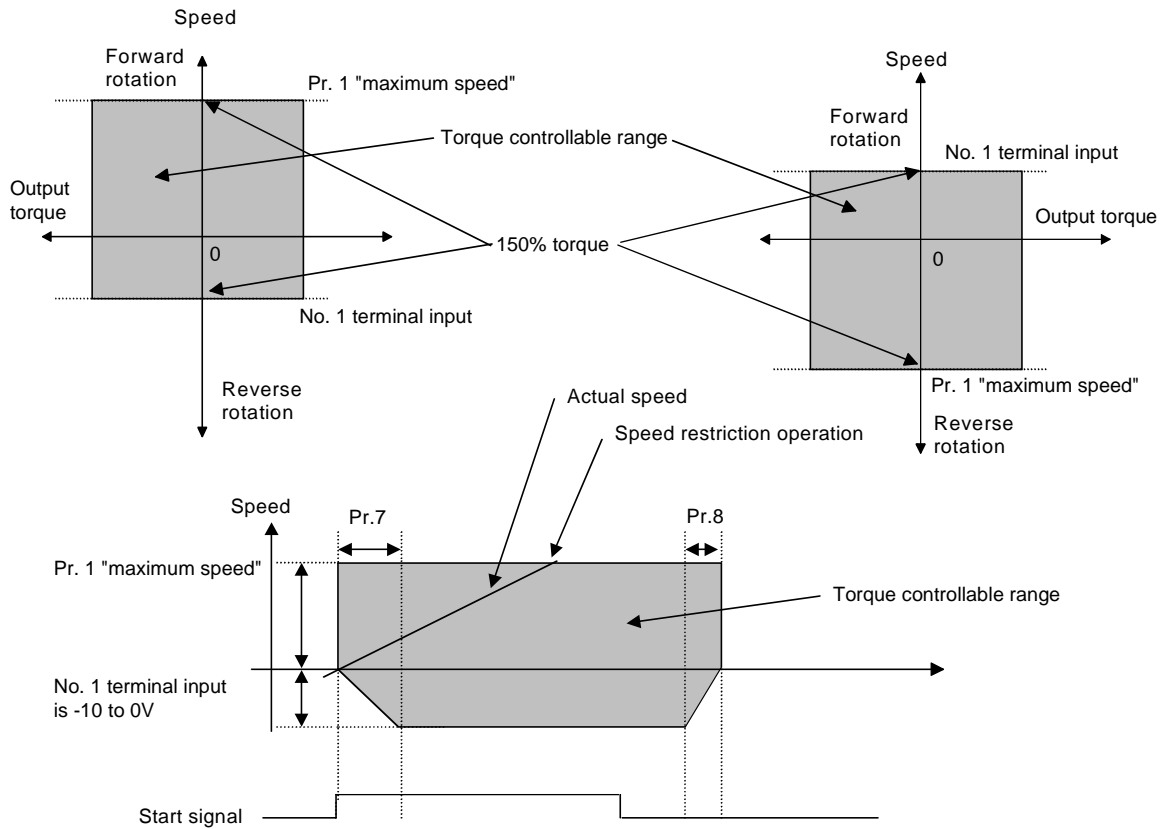 Speed
Forward
rotation
Pr. 1 "maximum speed"
Torque controllable range
Output
torque
0
150% torque
No. 1 terminal input
Reverse
rotation
Speed
Forward
rotation
No. 1 terminal input
Output torque
0
Pr. 1 "maximum speed"
Reverse
rotation
Actual speed
Speed restriction operation
Speed
Pr.7
Pr.8
Pr. 1 "maximum speed"
Torque controllable range
No. 1 terminal input
is -10 to 0V
Start signal